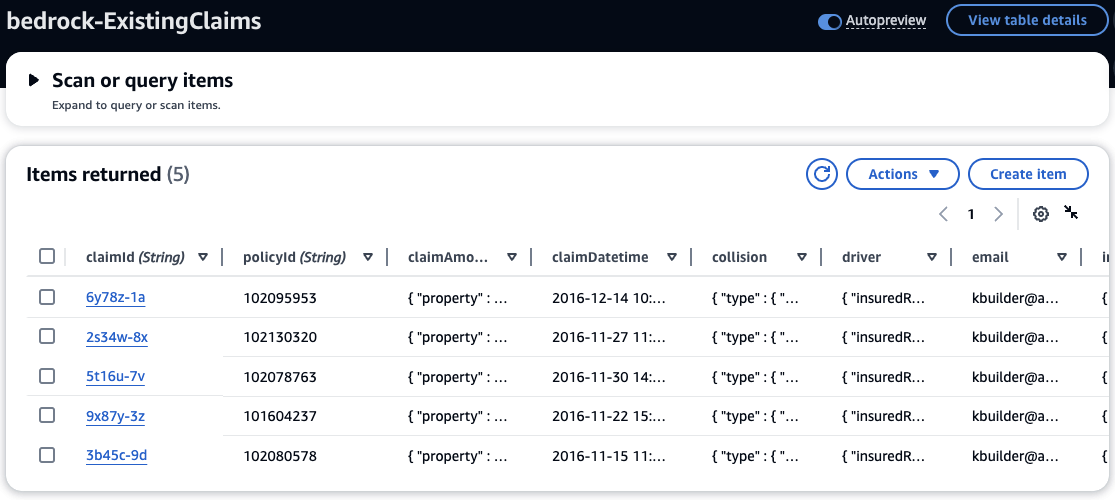 bedrock-ExistingClaims Autopreview View table details
Scan or query items
Expand to query or scan items.
Items returned (5) Actions Create item
1
claimId (String) policyId (String) claimAmo... claimDatetime collision driver email
6y78z-1a 102095953 { "property" : ... 2016-12-14 10:... { "type" : { "... { "insuredR... kbuilder@a... {
2s34w-8x 102130320 { "property" : ... 2016-11-27 11:... { "type" : { "... { "insuredR... kbuilder@a... {
5t16u-7v 102078763 { "property" : ... 2016-11-30 14:... { "type" : { "... { "insuredR... kbuilder@a... {
9x87y-3z 101604237 { "property" : ... 2016-11-22 15:... { "type" : { "... { "insuredR... kbuilder@a... {
3b45c-9d 102080578 { "property" : ... 2016-11-15 11:... { "type" : { "... { "insuredR... kbuilder@a... {